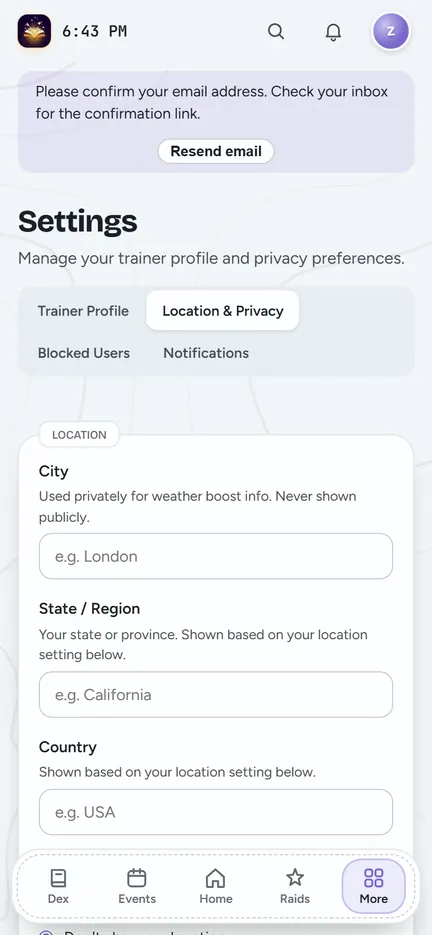 6:43 PM
Z
Please confirm your email address. Check your inbox
for the confirmation link.
Resend email
Settings
Manage your trainer profile and privacy preferences.
Trainer Profile
Location & Privacy
Blocked Users
Notifications
LOCATION
City
Used privately for weather boost info. Never shown
publicly.
e.g. London
State / Region
Your state or province. Shown based on your location
setting below.
e.g. California
Country
Shown based on your location setting below.
e.g. USA
Dex
Events
Home
Raids
More